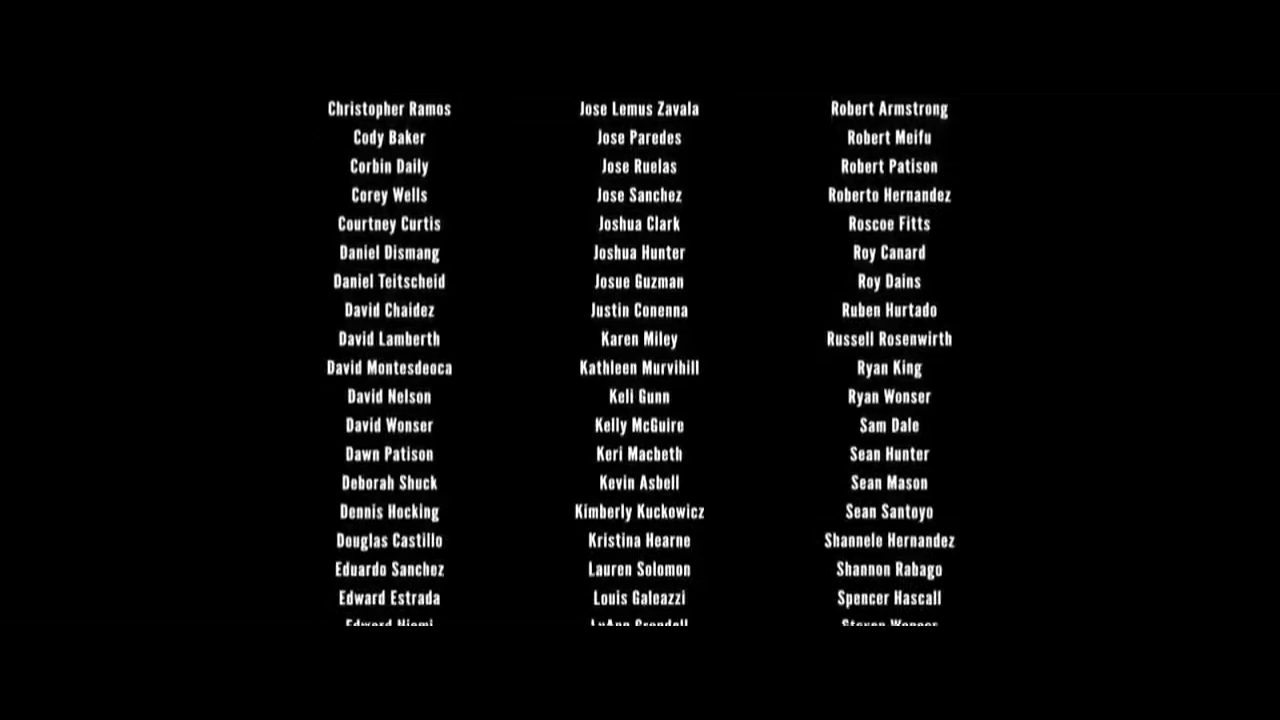 Christopher Ramos
Cody Baker
Corbin Daily
Corey Wells
Courtney Curtis
Daniel Dismang
Daniel Teitscheid
David Chaidez
David Lamberth
David Montesdeoca
David Nelson
David Wonser
Dawn Patison
Deborah Shuck
Dennis Hocking
Douglas Castillo
Eduardo Sanchez
Edward Estrada
Edward Niemi
Jose Lemus Zavala
Jose Paredes
Jose Ruelas
Jose Sanchez
Joshua Clark
Joshua Hunter
Josue Guzman
Justin Conenna
Karen Miley
Kathleen Murvihill
Keli Gunn
Kelly McGuire
Keri Macbeth
Kevin Asbell
Kimberly Kuckowicz
Kristina Hearne
Lauren Solomon
Louis Galeazzi
LuAnn
Robert Armstrong
Robert Meifu
Robert Patison
Roberto Hernandez
Roscoe Fitts
Roy Canard
Roy Dains
Ruben Hurtado
Russell Rosenwirth
Ryan King
Ryan Wonser
Sam Dale
Sean Hunter
Sean Mason
Sean Santoyo
Shannele Hernandez
Shannon Rabago
Spencer Hascall
Steven Wonser